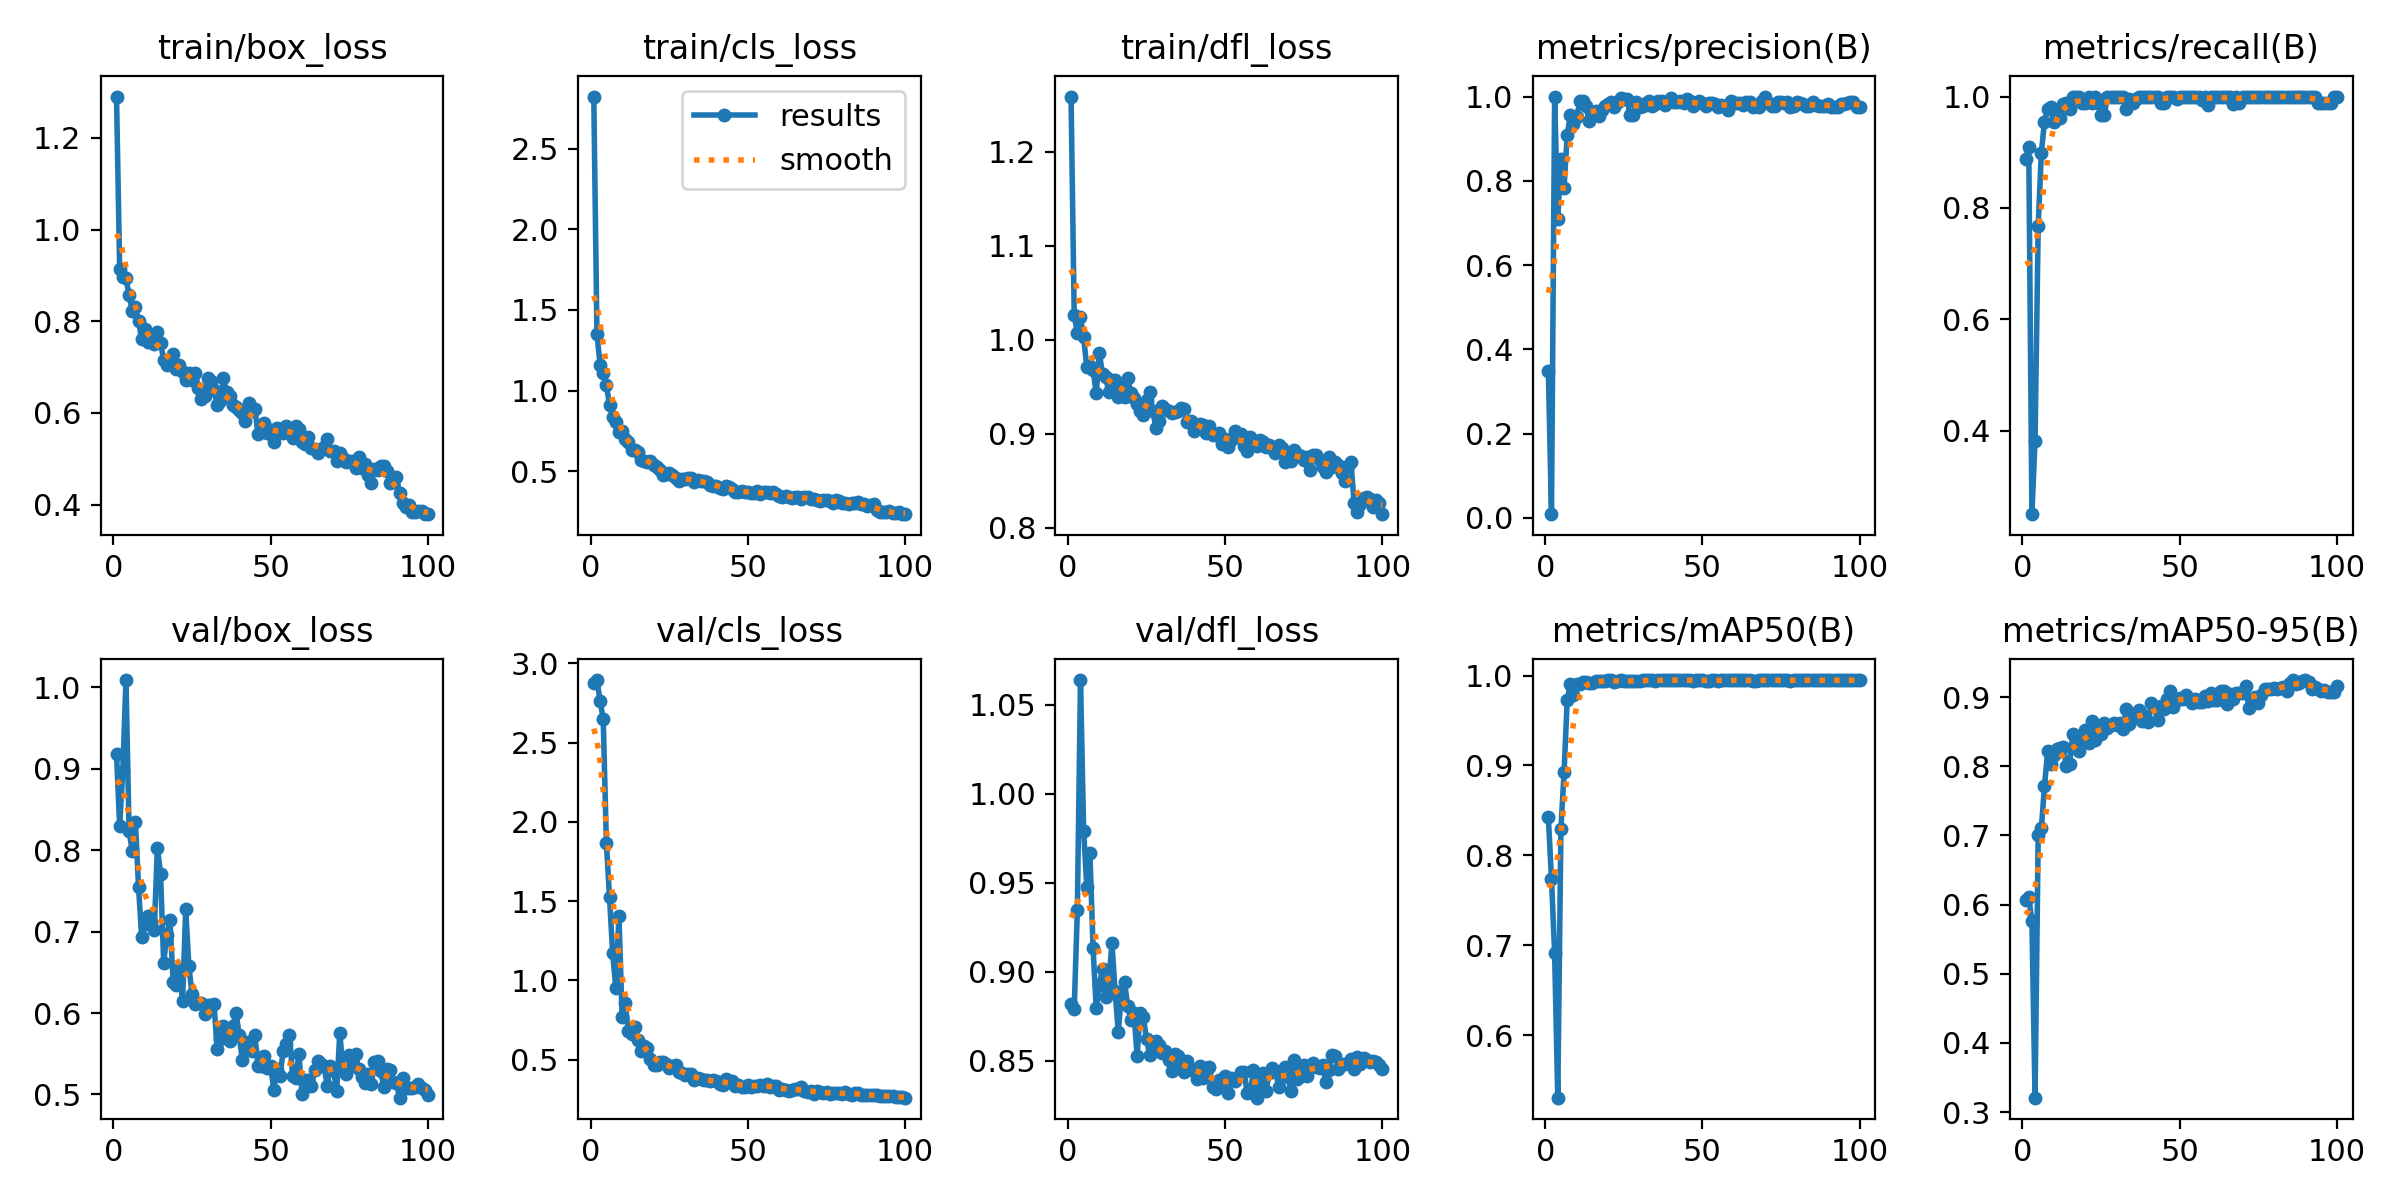 train/box_loss
1.2
1.0
0.8
0.6
0.4
0 50 100
train/cls_loss
results
smooth
2.5
2.0
1.5
1.0
0.5
0 50 100
train/dfl_loss
1.2
1.1
1.0
0.9
0.8
0 50 100
metrics/precision(B)
1.0
0.8
0.6
0.4
0.2
0.0
0 50 100
metrics/recall(B)
1.0
0.8
0.6
0.4
0 50 100
val/box_loss
1.0
0.9
0.8
0.7
0.6
0.5
0 50 100
val/cls_loss
3.0
2.5
2.0
1.5
1.0
0.5
0 50 100
val/dfl_loss
1.05
1.00
0.95
0.90
0.85
0 50 100
metrics/mAP50(B)
1.0
0.9
0.8
0.7
0.6
0 50 100
metrics/mAP50-95(B)
0.9
0.8
0.7
0.6
0.5
0.4
0.3
0 50 100